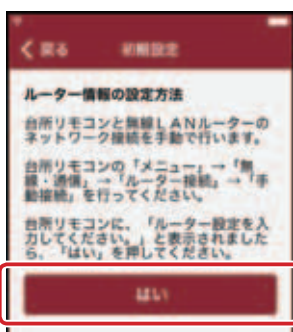 戻る 初期設定
ルーター情報の設定方法
台所リモコンと無線LANルーターの
ネットワーク接続を手動で行います。
台所リモコンの「メニュー」→「無
線・通信」→「ルーター接続」→「手
動接続」を行ってください。
台所リモコンに、「ルーター設定を入
力してください。」と表示されました
ら、「はい」を押してください。
はい